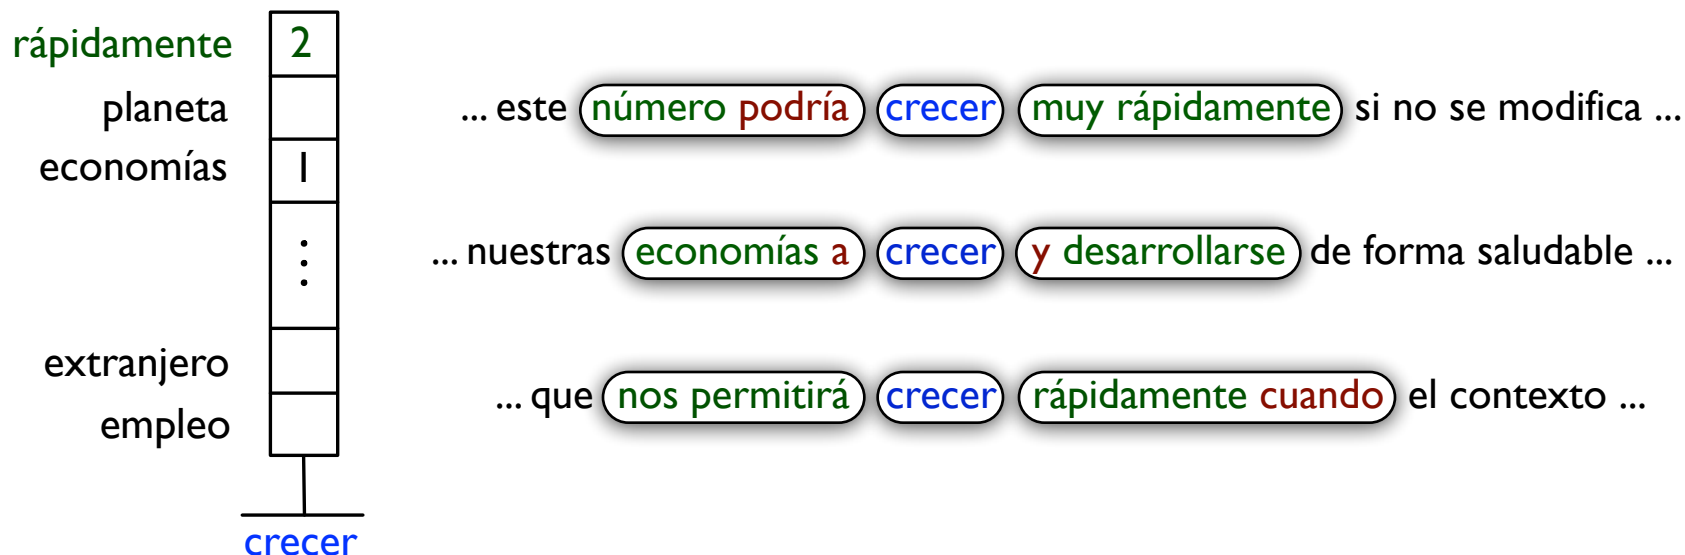 rápidamente 2
planeta
economías 1
⋮
extranjero
empleo
crecer
... este número podría crecer muy rápidamente si no se modifica ...
... nuestras economías a crecer y desarrollarse de forma saludable ...
... que nos permitirá crecer rápidamente cuando el contexto ...